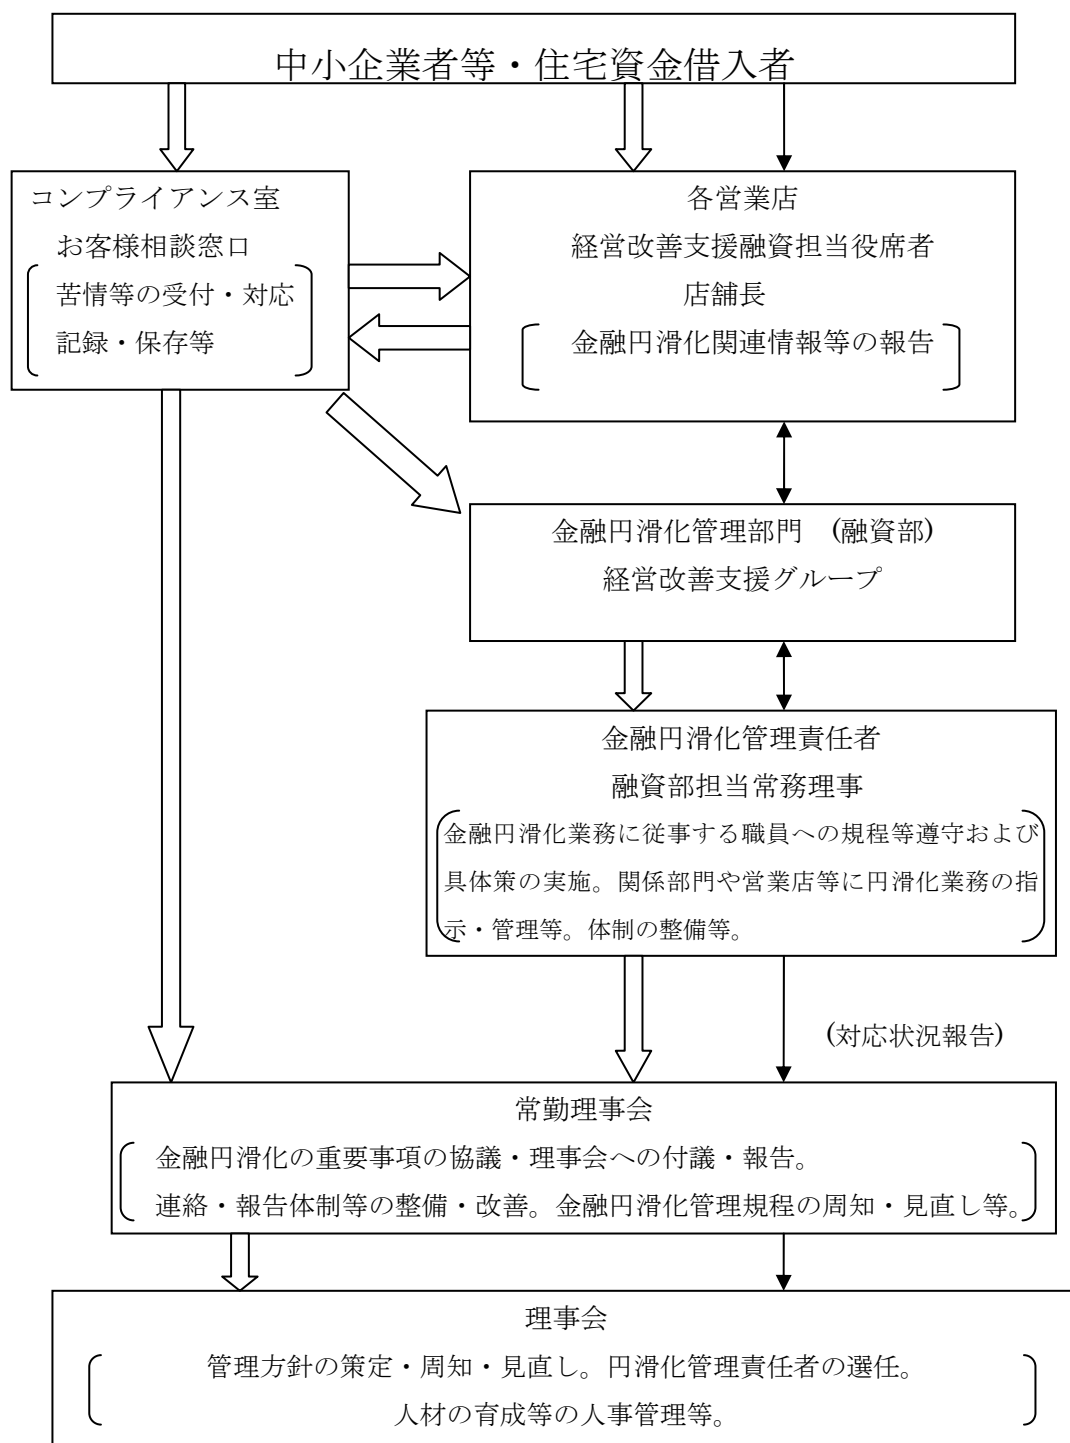 中小企業者等・住宅資金借入者
コンプライアンス室
お客様相談窓口
苦情等の受付・対応
記録・保存等
各営業店
経営改善支援融資担当役席者
店舗長
金融円滑化関連情報等の報告
金融円滑化管理部門　(融資部)
経営改善支援グループ
金融円滑化管理責任者
融資部担当常務理事
金融円滑化業務に従事する職員への規程等遵守および
具体策の実施。関係部門や営業店等に円滑化業務の指
示・管理等。体制の整備等。
(対応状況報告)
常勤理事会
金融円滑化の重要事項の協議・理事会への付議・報告。
連絡・報告体制等の整備・改善。金融円滑化管理規程の周知・見直し等。
理事会
管理方針の策定・周知・見直し。円滑化管理責任者の選任。
人材の育成等の人事管理等。